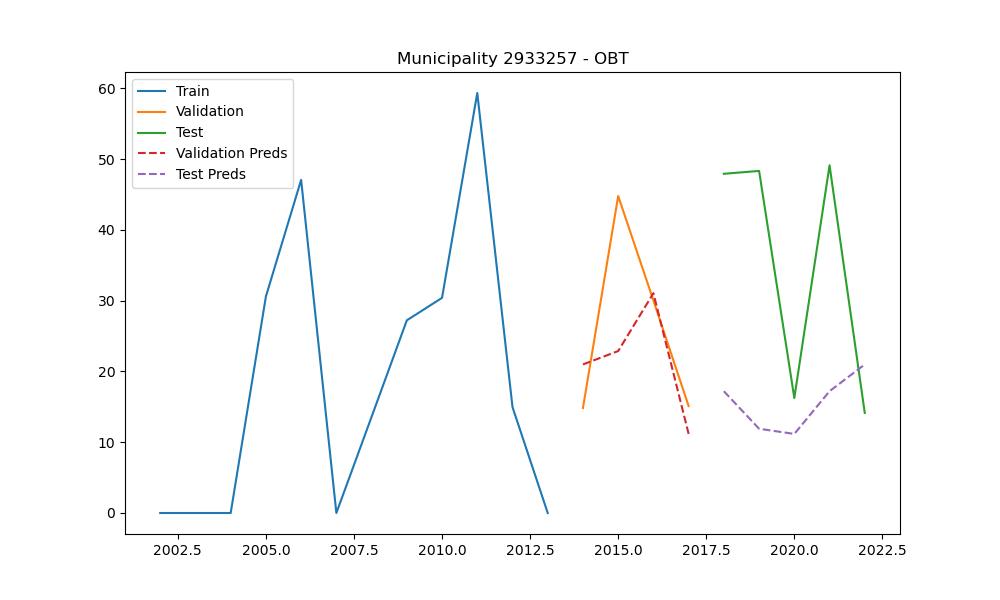 Municipality 2933257 - OBT
Train
Validation
Test
Validation Preds
Test Preds
60
50
40
30
20
10
0
2002.5 2005.0 2007.5 2010.0 2012.5 2015.0 2017.5 2020.0 2022.5